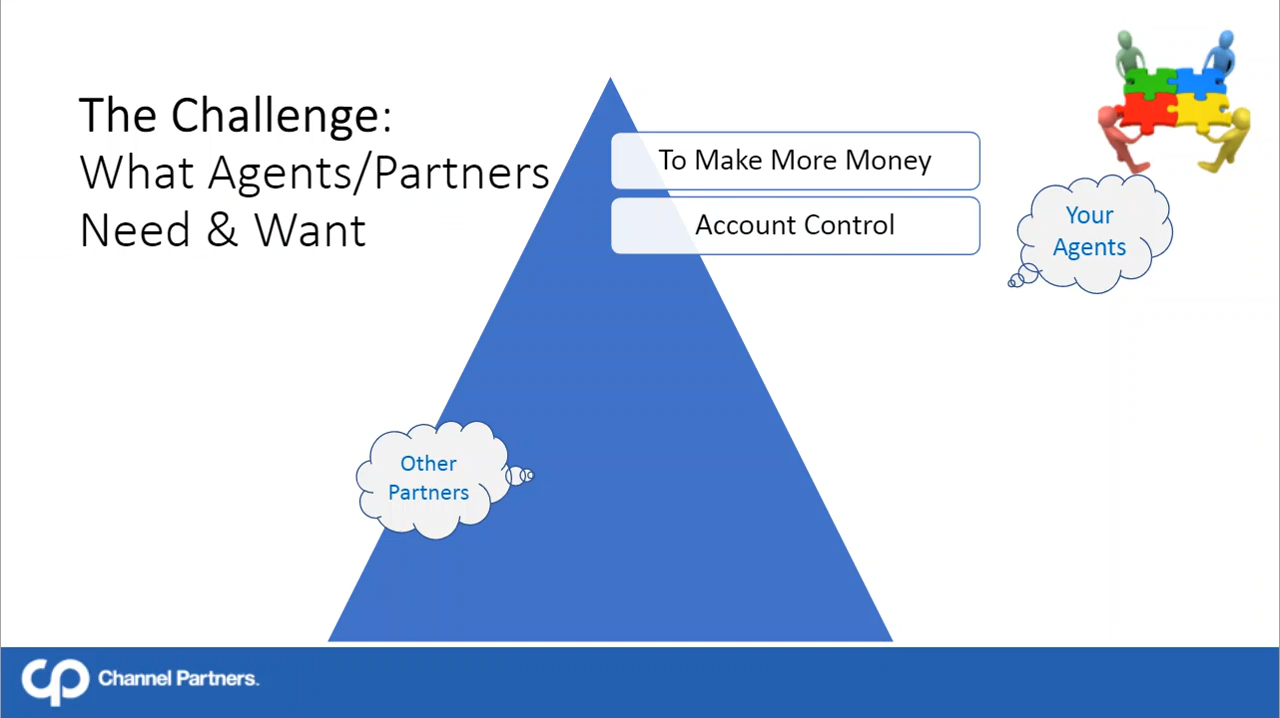 The Challenge:
What Agents/Partners
Need & Want
To Make More Money
Account Control
Your
Agents
Other
Partners
cp Channel Partners.